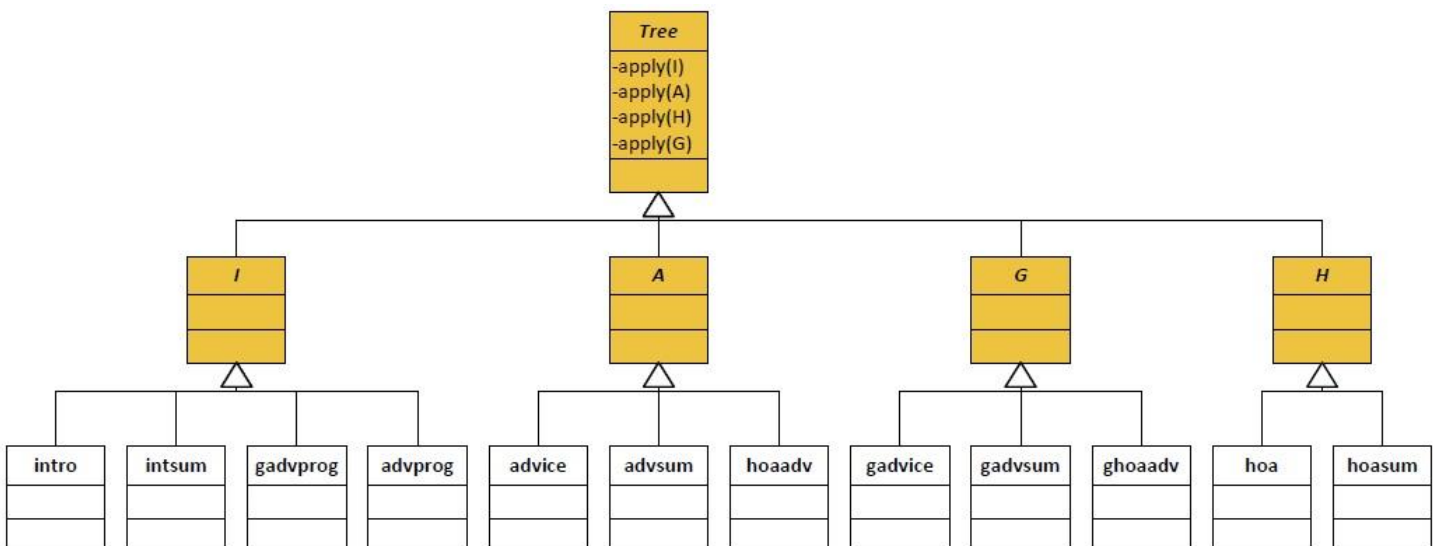 Tree
-apply(I)
-apply(A)
-apply(H)
-apply(G)
I
A
G
H
intro
intsum
gadvprog
advprog
advice
advsum
hoaadv
gadvice
gadvsum
ghoaadv
hoa
hoasum